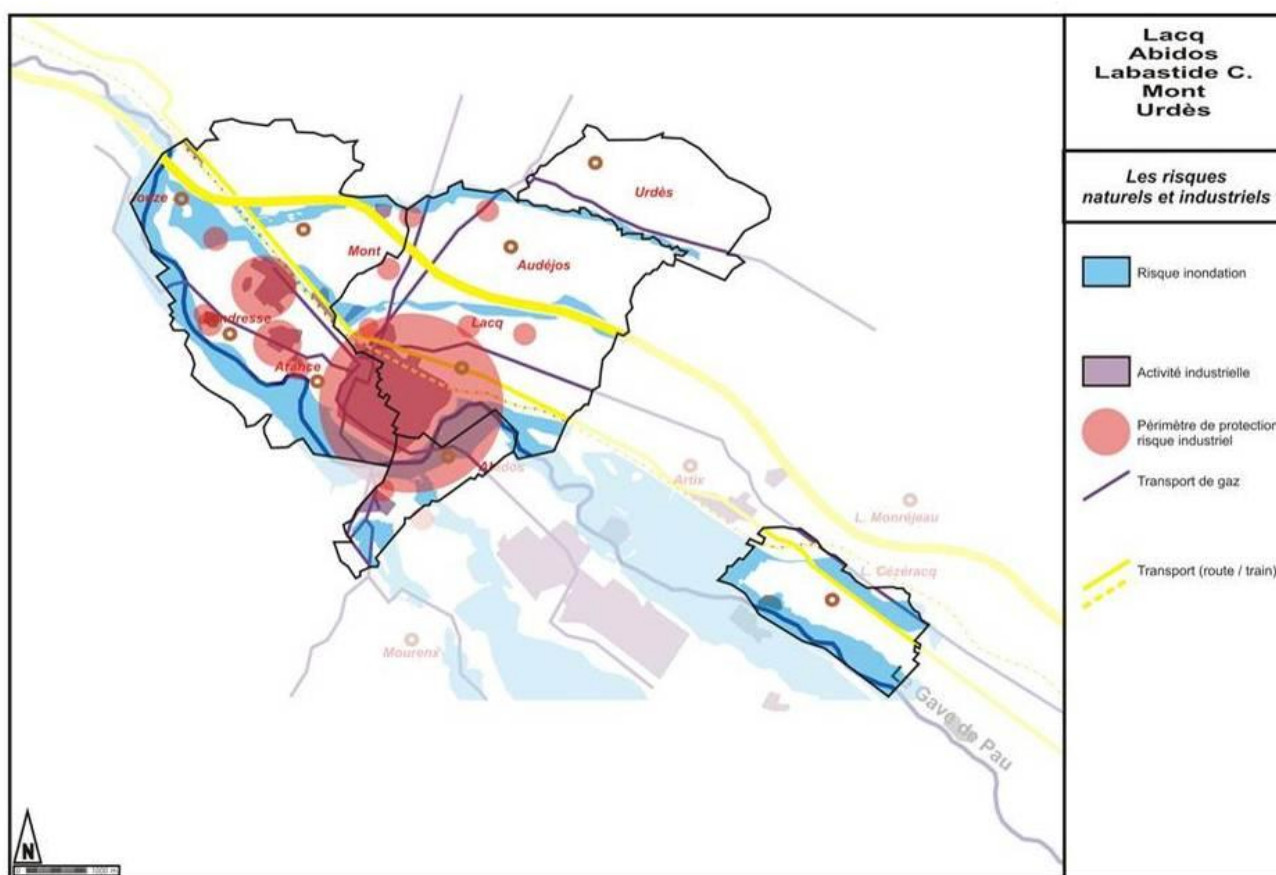 Lacq
Abidos
Labastide C.
Mont
Urdès
Les risques
naturels et industriels
Risque inondation
Activité industrielle
Périmètre de protection
risque industriel
Transport de gaz
Transport (route / train)
Urdès
Mont
Audéjos
Lacq
Arance
Abidos
Artix
L. Monréjeau
L. Cézéracq
Mourenx
Gave de Pau
N
0
1000 m